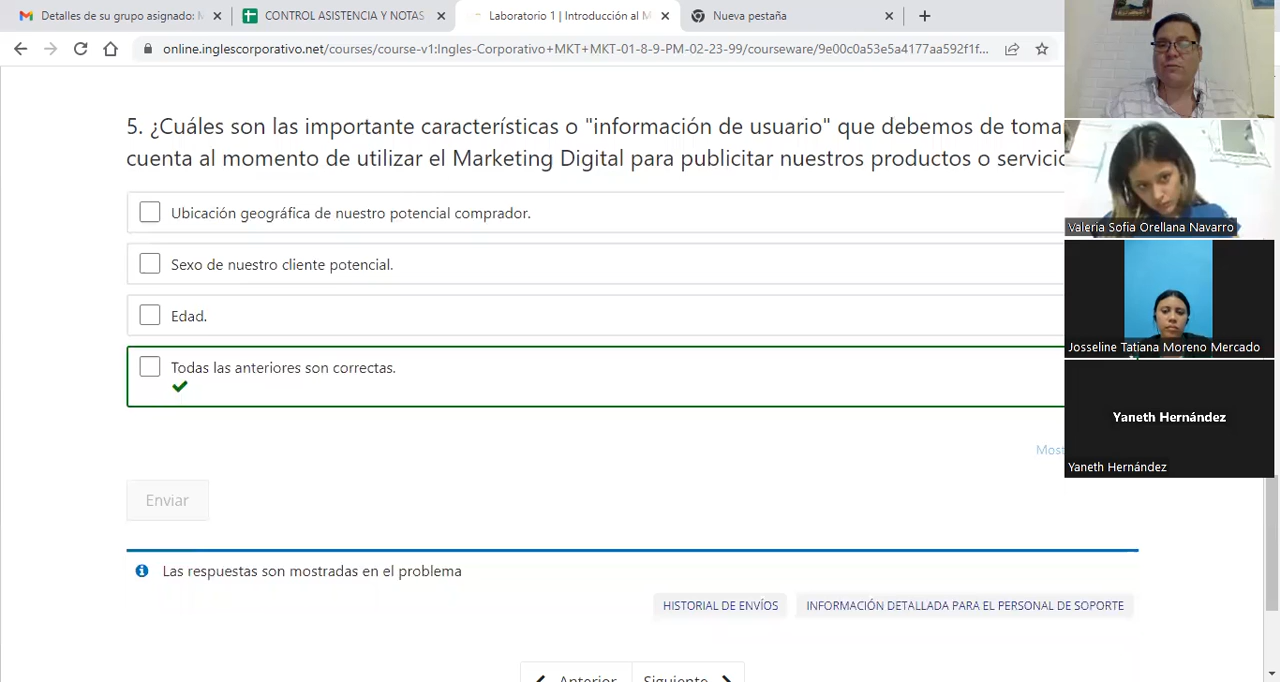 Detalles de su grupo asignado: M
CONTROL ASISTENCIA Y NOTAS
Laboratorio 1 | Introducción al M
Nueva pestaña
online.inglescorporativo.net/courses/course-v1:Ingles-Corporativo+MKT+MKT-01-8-9-PM-02-23-99/courseware/9e00c0a53e5a4177aa592f1f...
5. ¿Cuáles son las importante características o "información de usuario" que debemos de toma
cuenta al momento de utilizar el Marketing Digital para publicitar nuestros productos o servicio
Ubicación geográfica de nuestro potencial comprador.
Sexo de nuestro cliente potencial.
Edad.
Todas las anteriores son correctas.
Most
Enviar
Las respuestas son mostradas en el problema
HISTORIAL DE ENVÍOS
INFORMACIÓN DETALLADA PARA EL PERSONAL DE SOPORTE
Anterior
Siguiente
Valeria Sofia Orellana Navarro
Josseline Tatiana Moreno Mercado
Yaneth Hernández
Yaneth Hernández